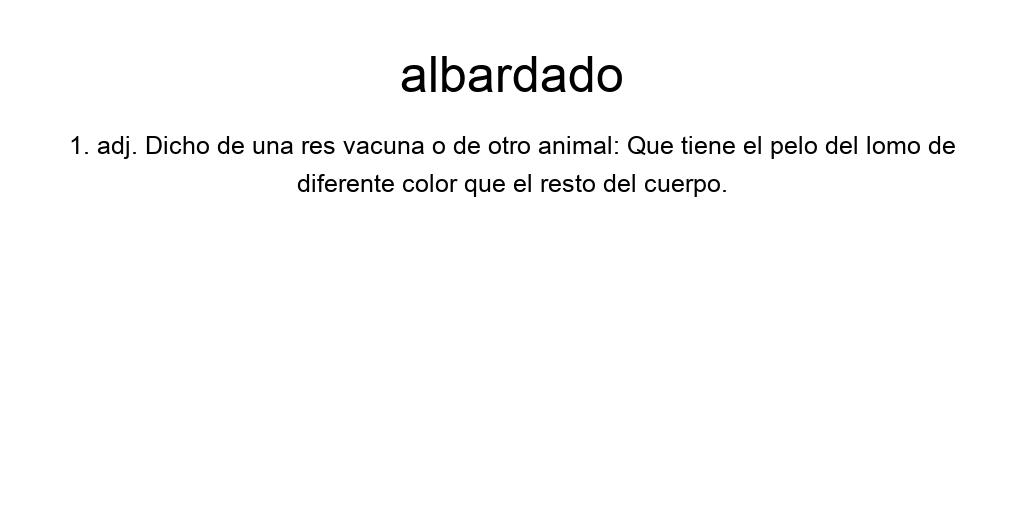 albardado
1. adj. Dicho de una res vacuna o de otro animal: Que tiene el pelo del lomo de
diferente color que el resto del cuerpo.